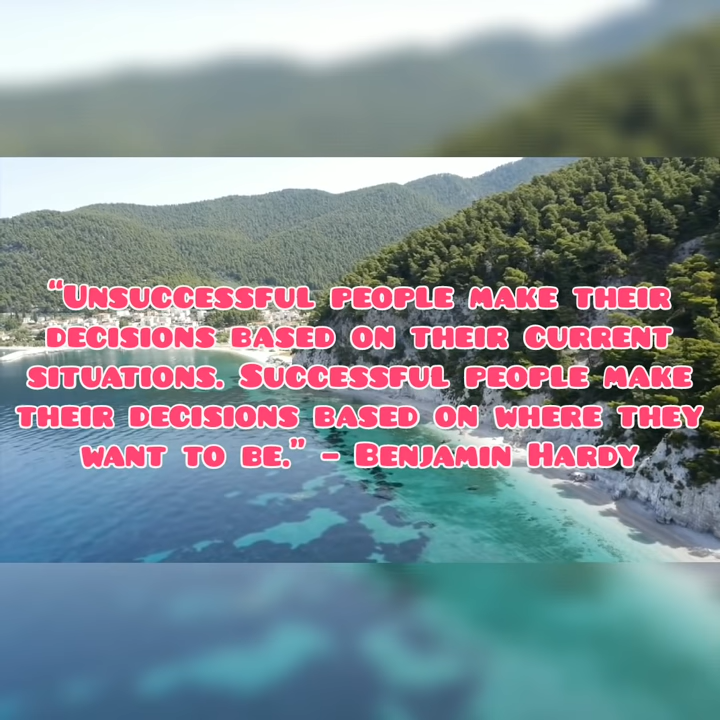 “Unsuccessful people make their
decisions based on their current
situations. Successful people make
their decisions based on where they
want to be.” – Benjamin Hardy